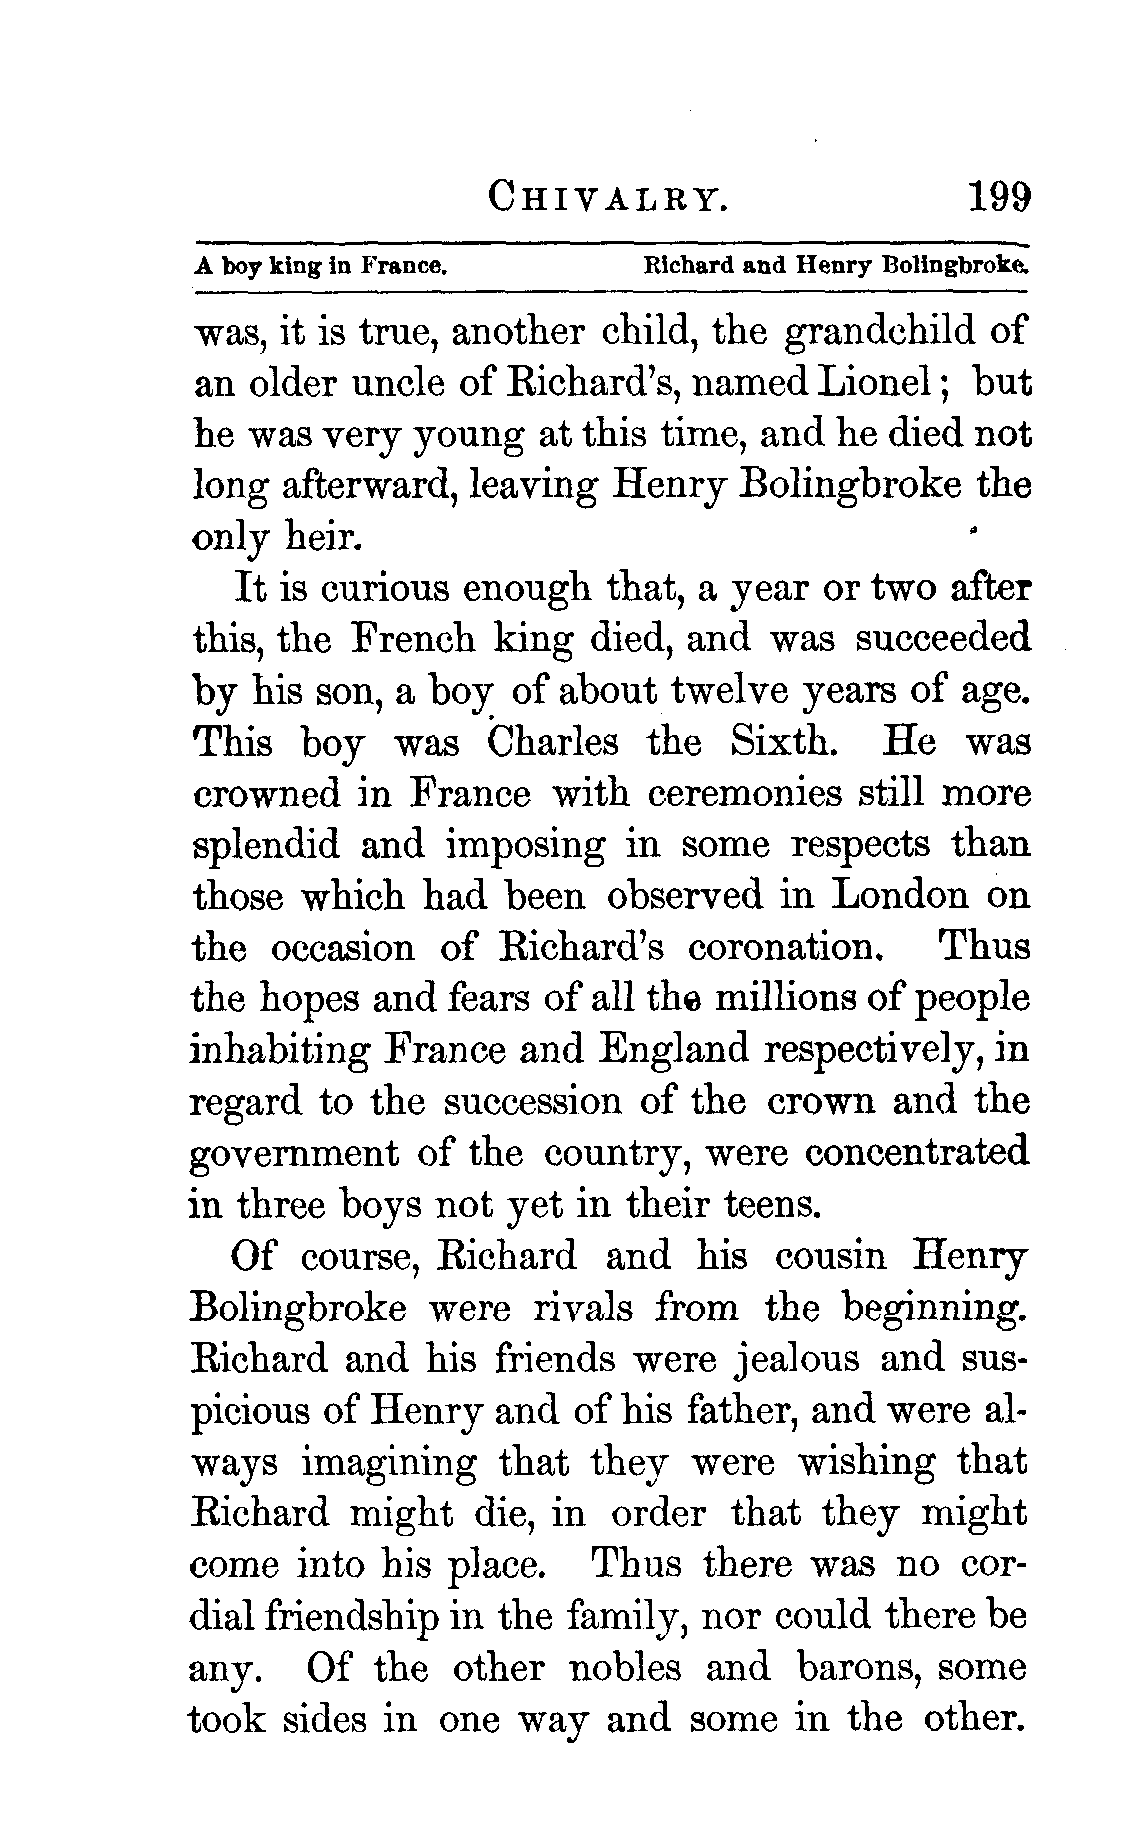 CHIVALRY. 199
A boy king in France. Richard and Henry Bolingbroke.
was, it is true, another child, the grandchild of
an older uncle of Richard's, named Lionel; but
he was very young at this time, and he died not
long afterward, leaving Henry Bolingbroke the
only heir.
It is curious enough that, a year or two after
this, the French king died, and was succeeded
by his son, a boy of about twelve years of age.
This boy was Charles the Sixth. He was
crowned in France with ceremonies still more
splendid and imposing in some respects than
those which had been observed in London on
the occasion of Richard's coronation. Thus
the hopes and fears of all the millions of people
inhabiting France and England respectively, in
regard to the succession of the crown and the
government of the country, were concentrated
in three boys not yet in their teens.
Of course, Richard and his cousin Henry
Bolingbroke were rivals from the beginning.
Richard and his friends were jealous and sus-
picious of Henry and of his father, and were al-
ways imagining that they were wishing that
Richard might die, in order that they might
come into his place. Thus there was no cor-
dial friendship in the family, nor could there be
any. Of the other nobles and barons, some
took sides in one way and some in the other.